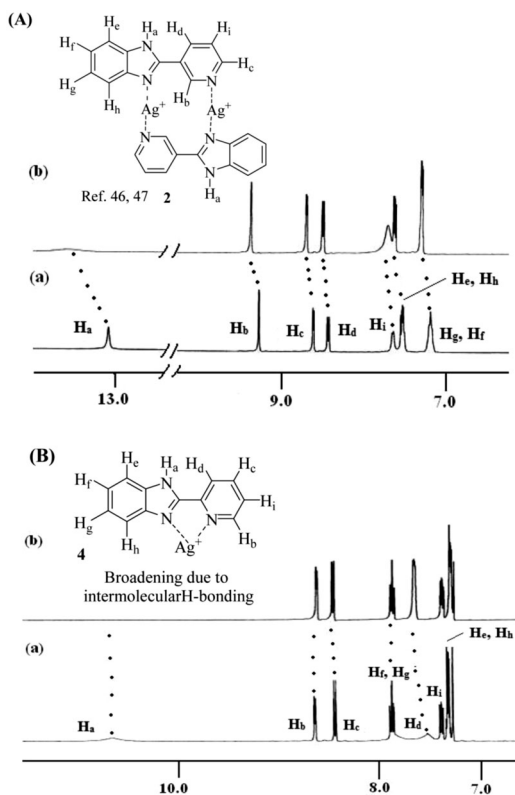 (A)
H
He
N
Ha
Hd
Hi
Hf
Hg
N
N
Hc
Hh
Hb
Ag+
Ag+
N
N
N
H
Ha
Ref. 46, 47 2
(b)
(a)
He, Hh
Ha
Hb
Hc
Hd
Hi
Hg, Hf
13.0
9.0
7.0
(B)
He
H
Ha
Hd
Hc
Hf
N
Hi
Hg
N
N
Hh
Hb
4
Ag+
(b)
Broadening due to
intermolecularH-bonding
(a)
He, Hh
Hf, Hg
Hi
Ha
Hb
Hc
Hd
10.0
8.0
7.0